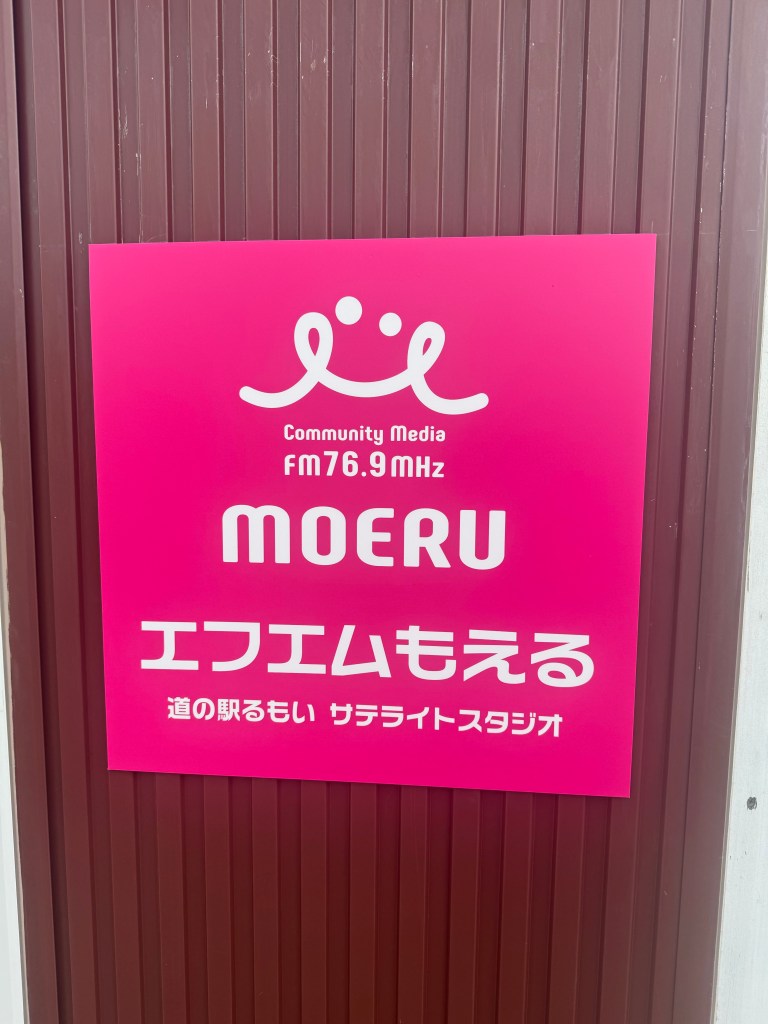 Community Media
FM76.9MHz
MOERU
エフエムもえる
道の駅るもい サテライトスタジオ